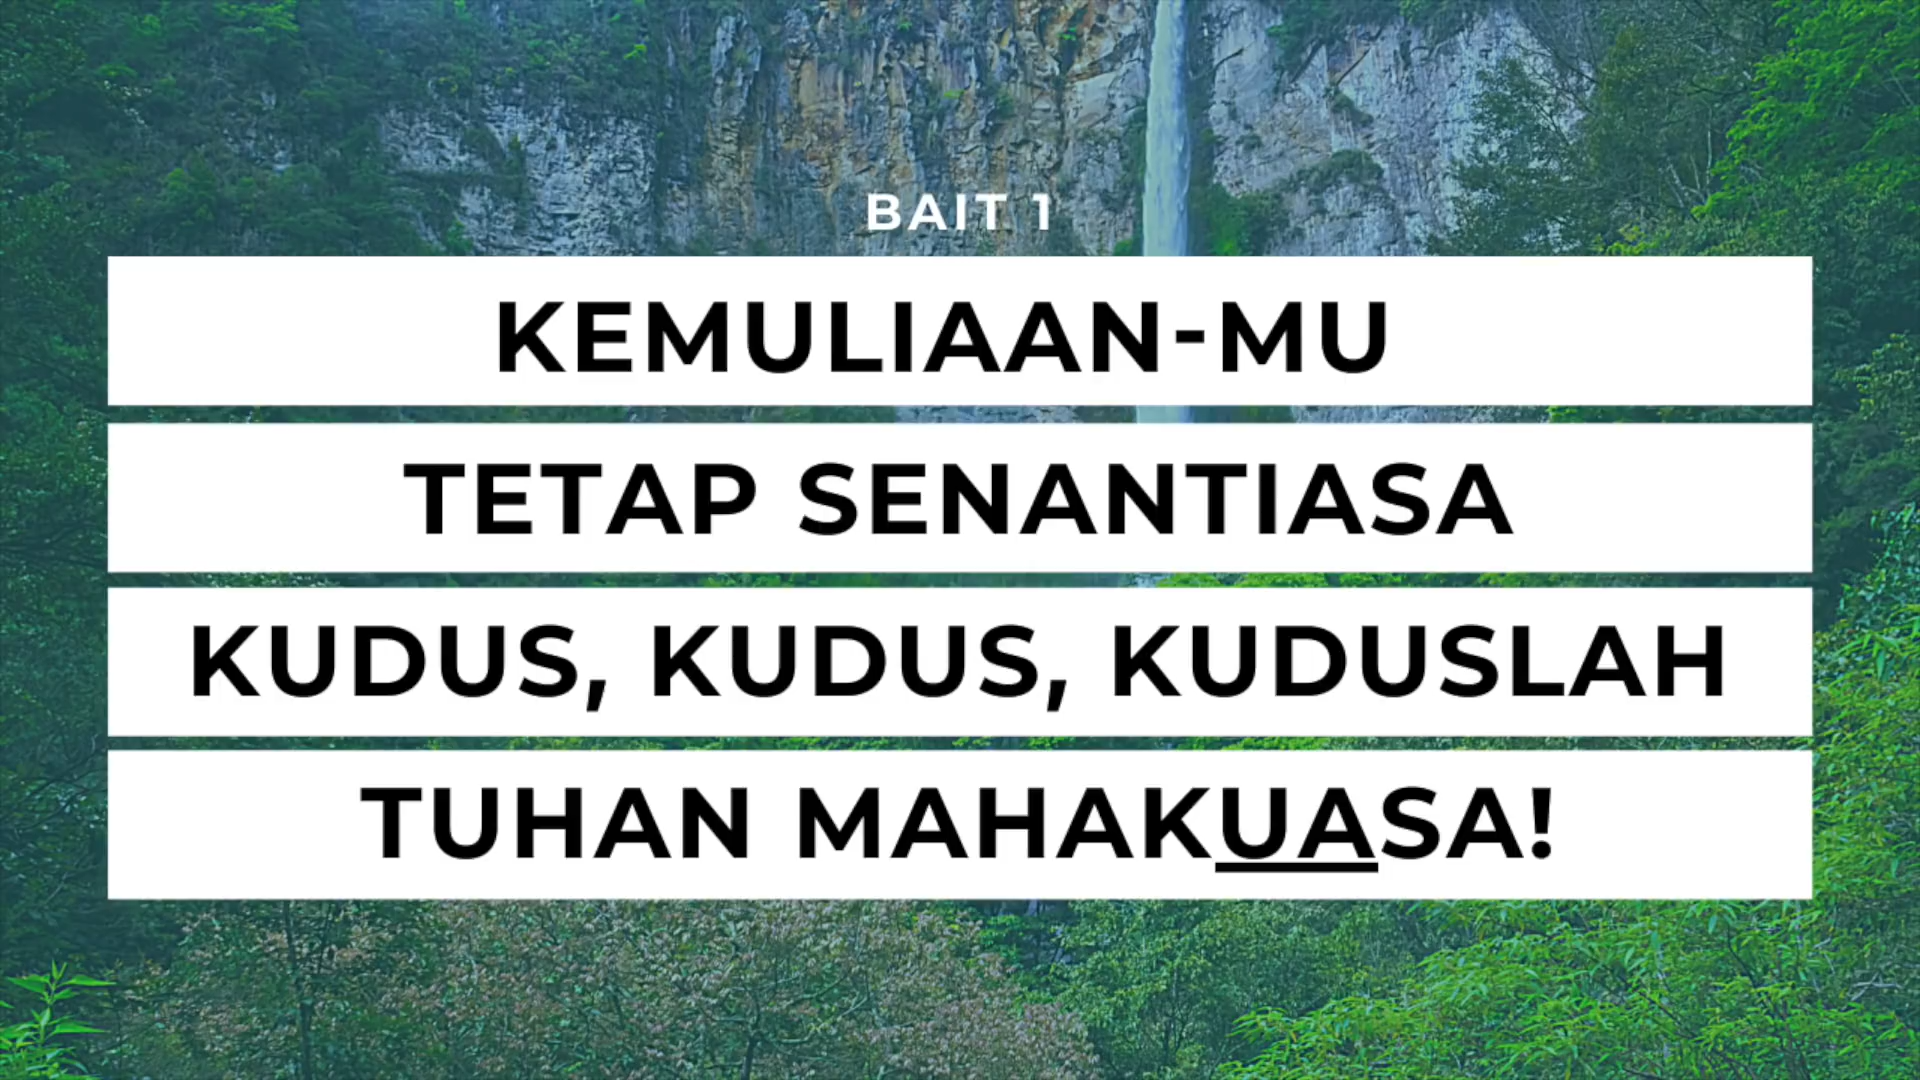 BAIT 1
KEMULIAAN-MU
TETAP SENANTIASA
KUDUS, KUDUS, KUDUSLAH
TUHAN MAHAKUASA!